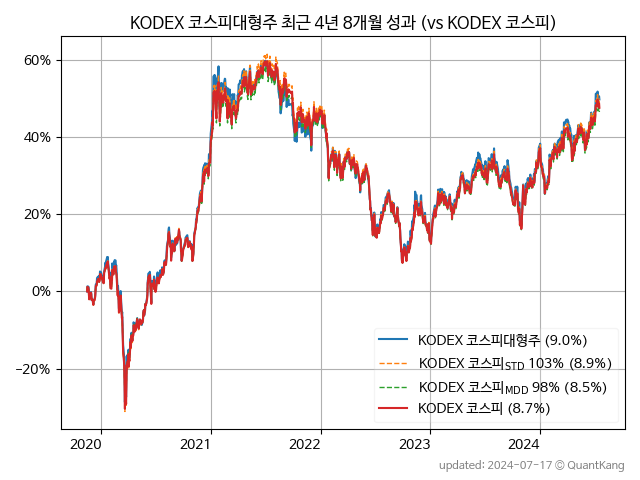 KODEX 코스피대형주 최근 4년 8개월 성과 (vs KODEX 코스피)
60%
40%
20%
0%
−20%
KODEX 코스피대형주 (9.0%)
KODEX 코스피STD 103% (8.9%)
KODEX 코스피MDD 98% (8.5%)
KODEX 코스피 (8.7%)
2020 2021 2022 2023 2024
updated: 2024-07-17 © QuantKang